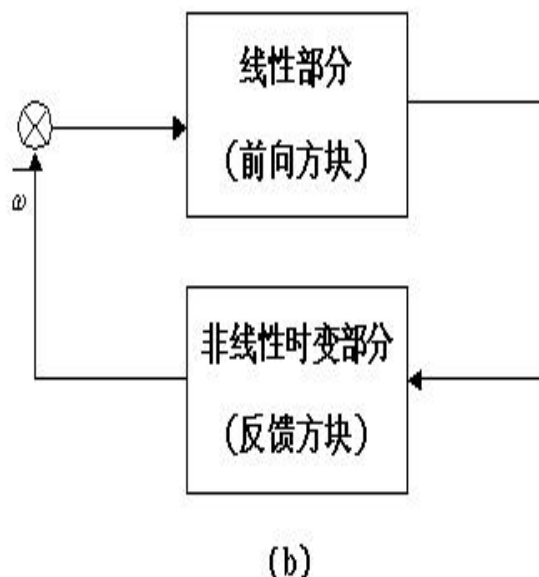 线性部分
(前向方块)
ω
非线性时变部分
(反馈方块)
(b)